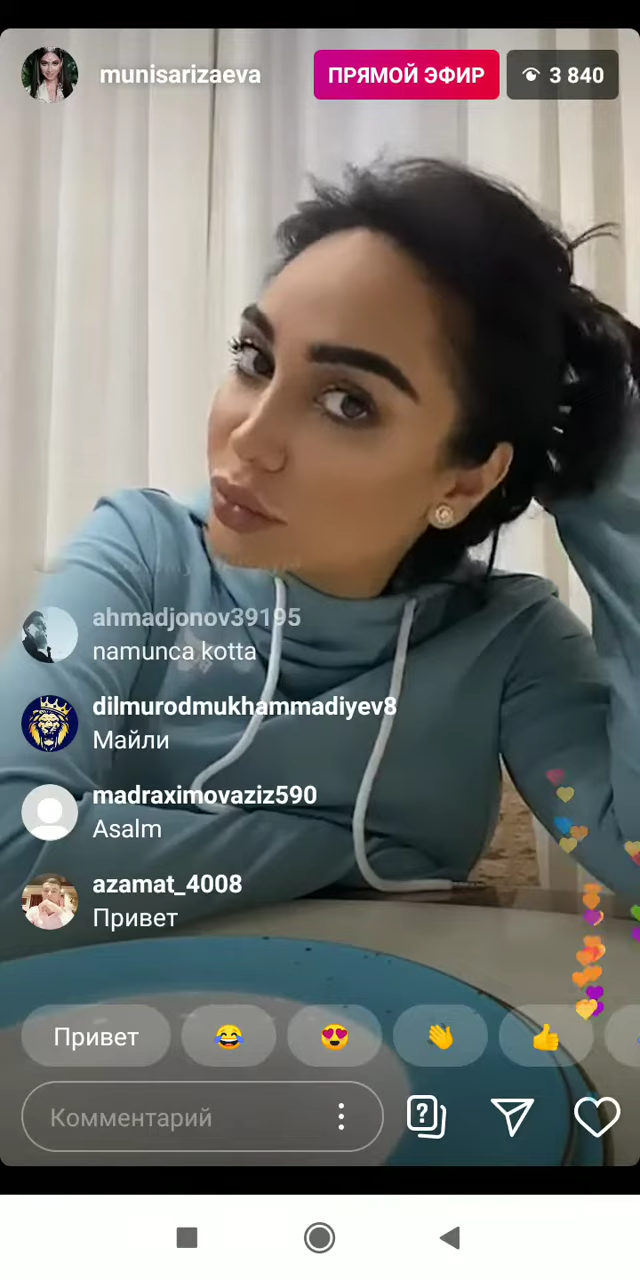 munisarizaeva
ПРЯМОЙ ЭФИР
3 840
ahmadjonov39195
namunca kotta
dilmurodmukhammadiyev8
Майли
madraximovaziz590
Asalm
azamat_4008
Привет
Привет
Комментарий